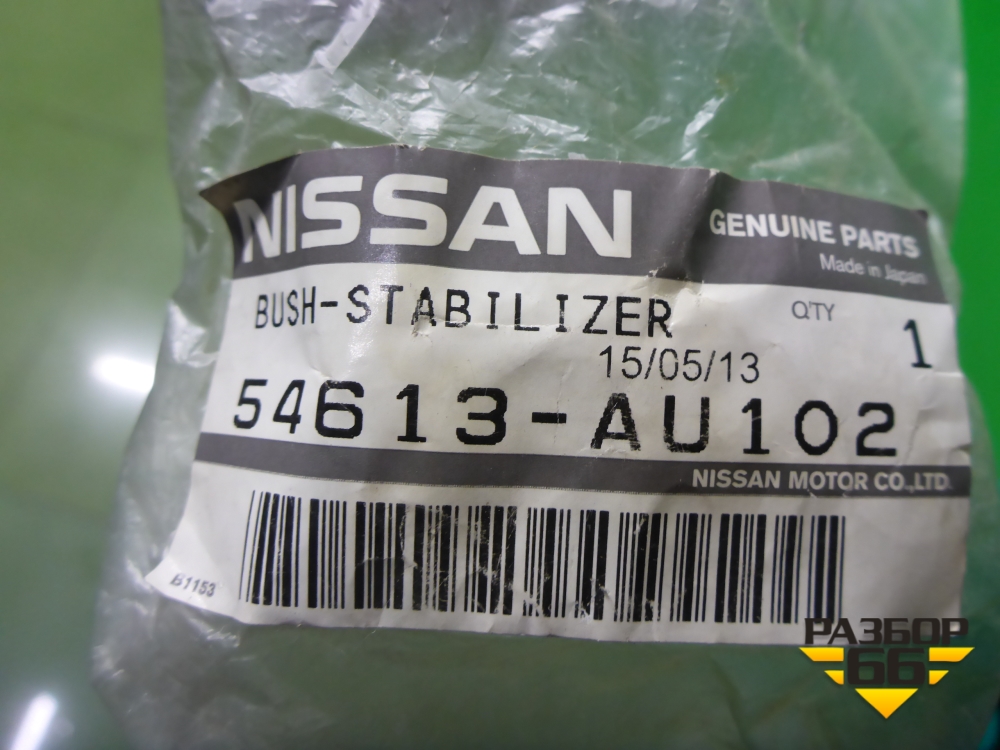 NISSAN
GENUINE PARTS
Made in Japan
BUSH-STABILIZER
Q'TY 1
15/05/13
54613-AU102
NISSAN MOTOR CO.,LTD.
B1153
РАЗБОР
66